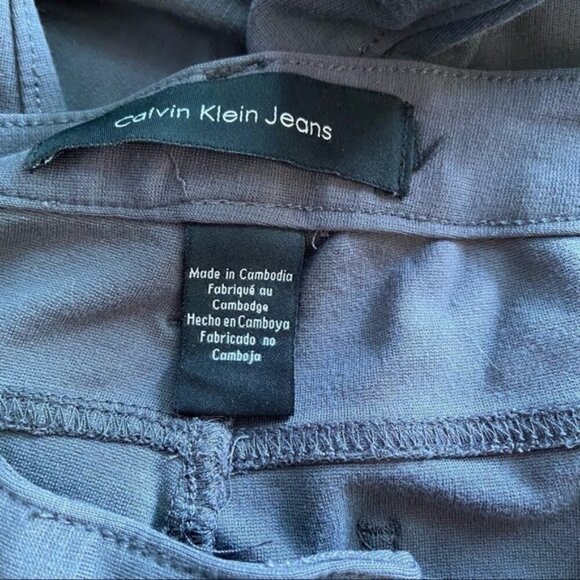 Calvin Klein Jeans
Made in Cambodia
Fabriqué au
Cambodge
Hecho en Camboya
Fabricado no
Camboja